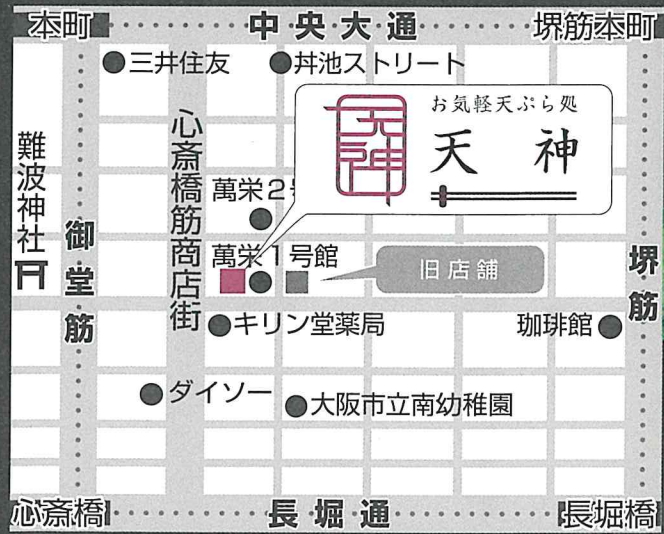 本町
中央大通
堺筋本町
●三井住友
●丼池ストリート
お気軽天ぷら処
天神
天神
心斎橋筋商店街
難波神社
御堂筋
萬栄2号
萬栄1号館
旧店舗
堺筋
●キリン堂薬局
珈琲館●
●ダイソー
●大阪市立南幼稚園
心斎橋
長堀通
長堀橋